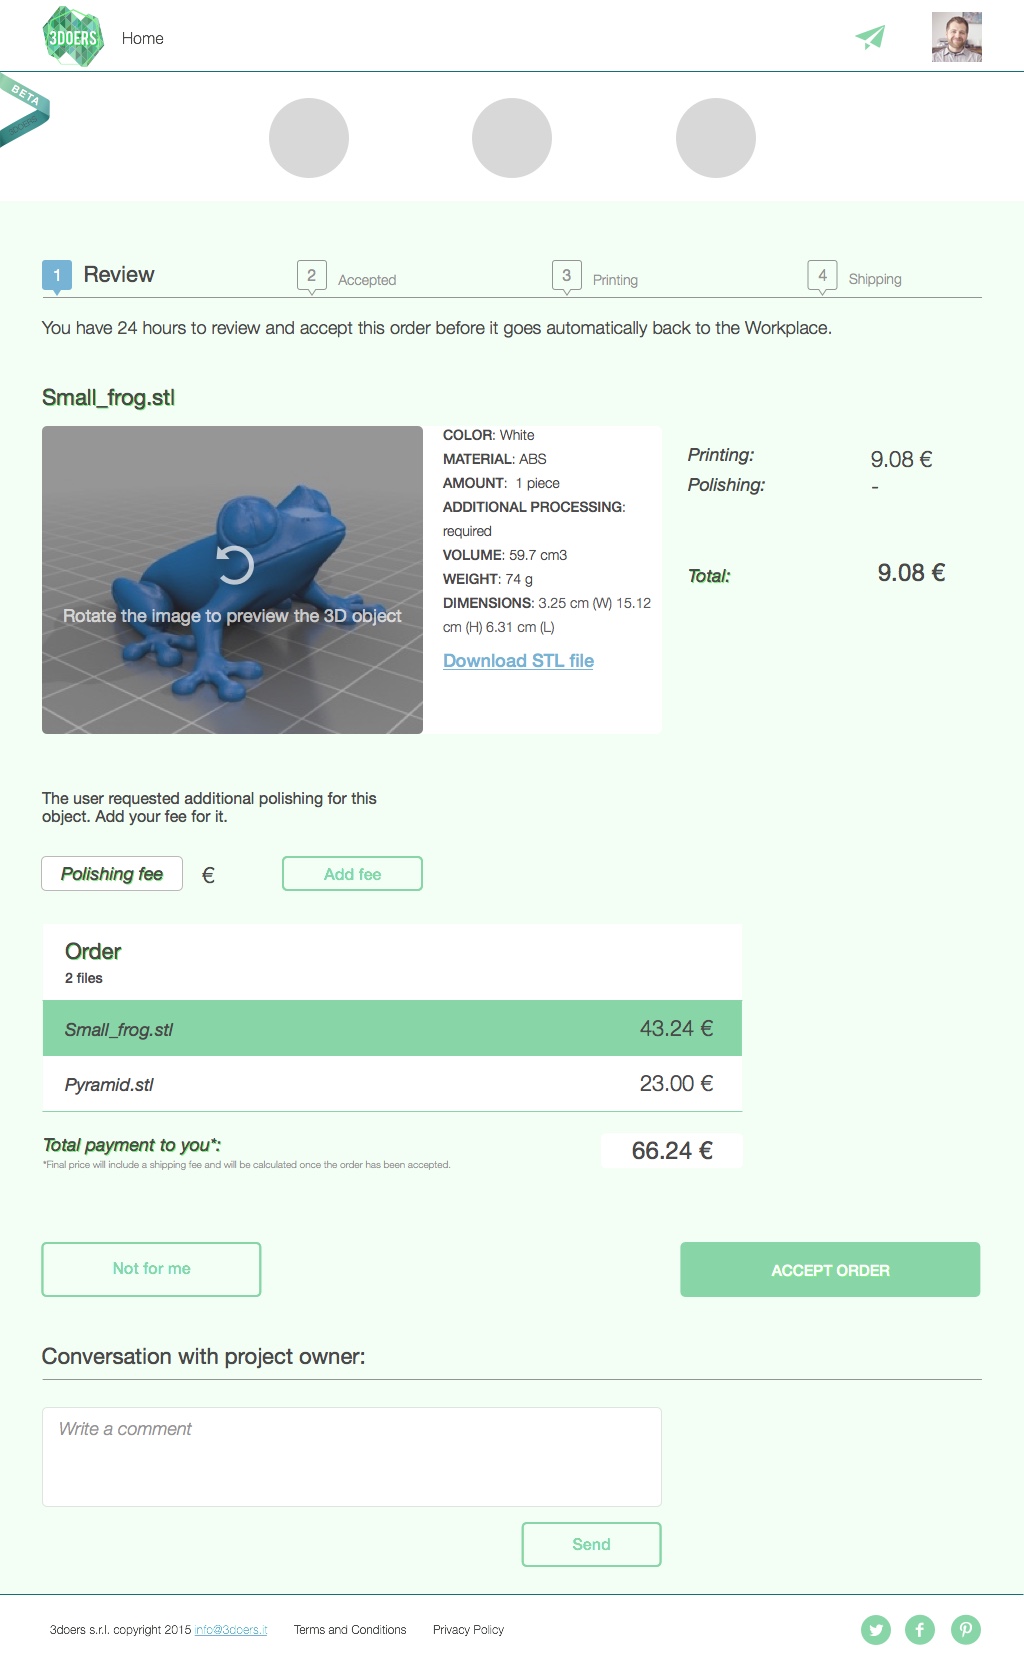 3DOERS
Home
BETA
3DOERS
1 Review
2 Accepted
3 Printing
4 Shipping
You have 24 hours to review and accept this order before it goes automatically back to the Workplace.
Small_frog.stl
Rotate the image to preview the 3D object
COLOR: White
MATERIAL: ABS
AMOUNT: 1 piece
ADDITIONAL PROCESSING:
required
VOLUME: 59.7 cm3
WEIGHT: 74 g
DIMENSIONS: 3.25 cm (W) 15.12
cm (H) 6.31 cm (L)
Download STL file
Printing: 9.08 €
Polishing: -
Total: 9.08 €
The user requested additional polishing for this
object. Add your fee for it.
Polishing fee €
Add fee
Order
2 files
Small_frog.stl 43.24 €
Pyramid.stl 23.00 €
Total payment to you*: 66.24 €
*Final price will include a shipping fee and will be calculated once the order has been accepted.
Not for me
ACCEPT ORDER
Conversation with project owner:
Write a comment
Send
3doers s.r.l. copyright 2015 info@3doers.it Terms and Conditions Privacy Policy